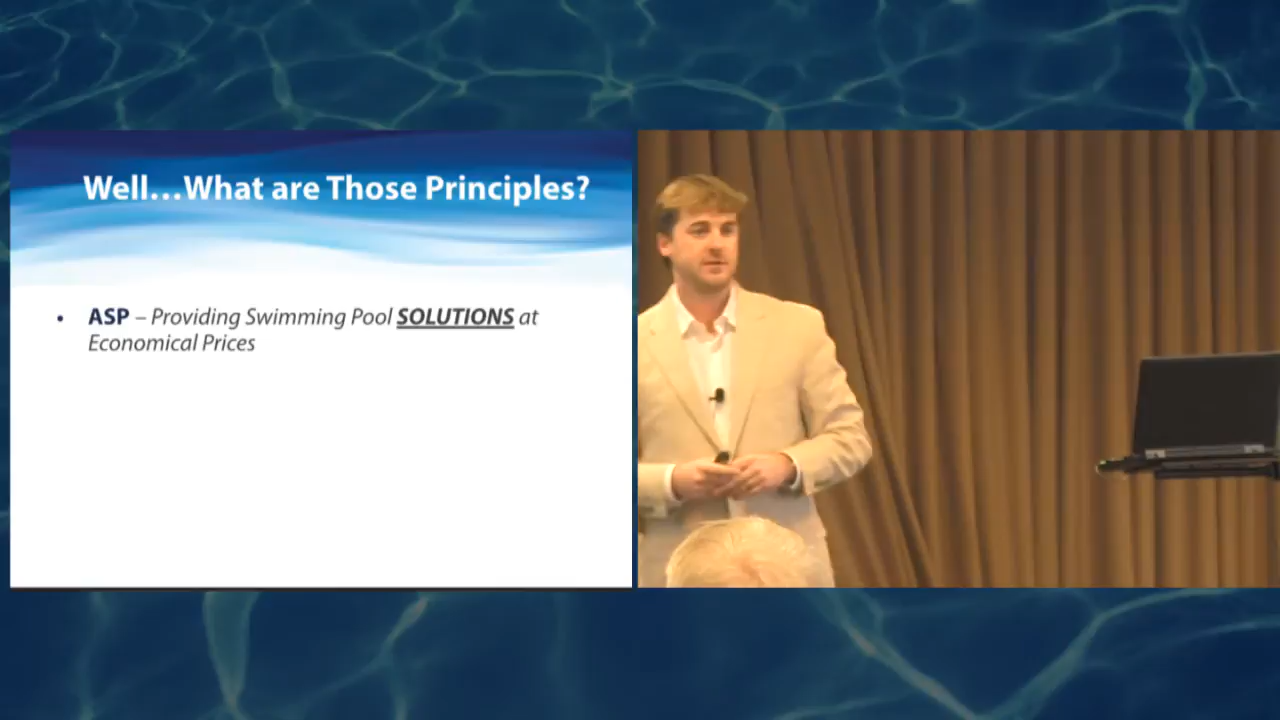 Well...What are Those Principles?
• ASP – Providing Swimming Pool SOLUTIONS at
Economical Prices